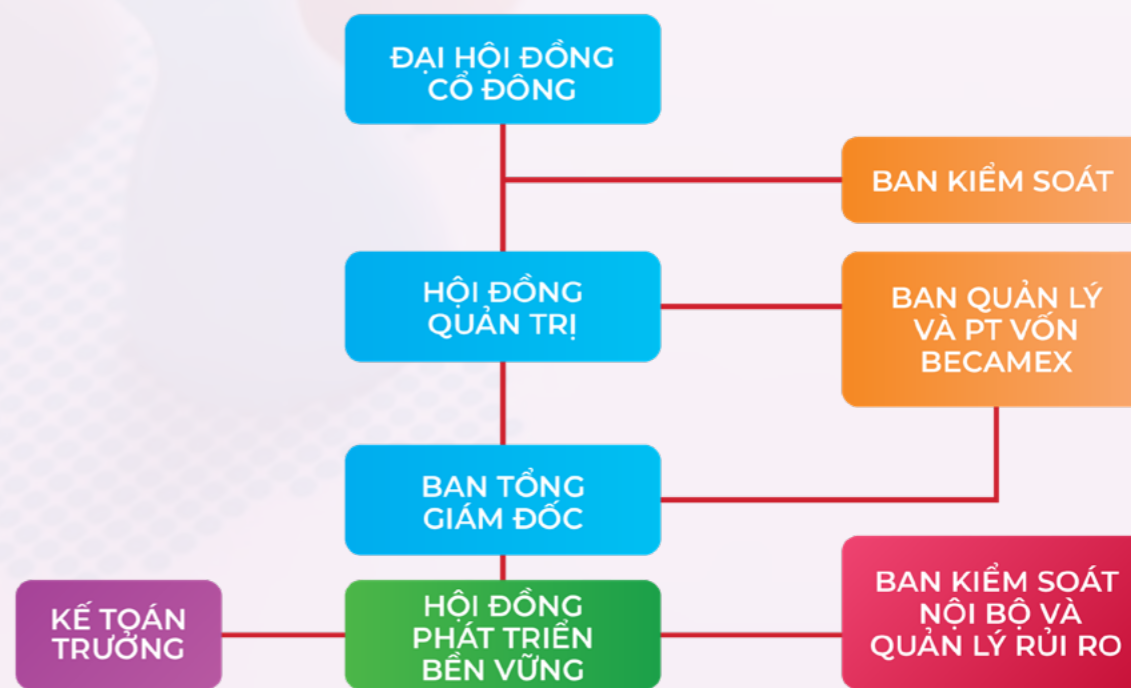 ĐẠI HỘI ĐỒNG
CỔ ĐÔNG
BAN KIỂM SOÁT
HỘI ĐỒNG
QUẢN TRỊ
BAN QUẢN LÝ
VÀ PT VỐN
BECAMEX
BAN TỔNG
GIÁM ĐỐC
KẾ TOÁN
TRƯỞNG
HỘI ĐỒNG
PHÁT TRIỂN
BỀN VỮNG
BAN KIỂM SOÁT
NỘI BỘ VÀ
QUẢN LÝ RỦI RO